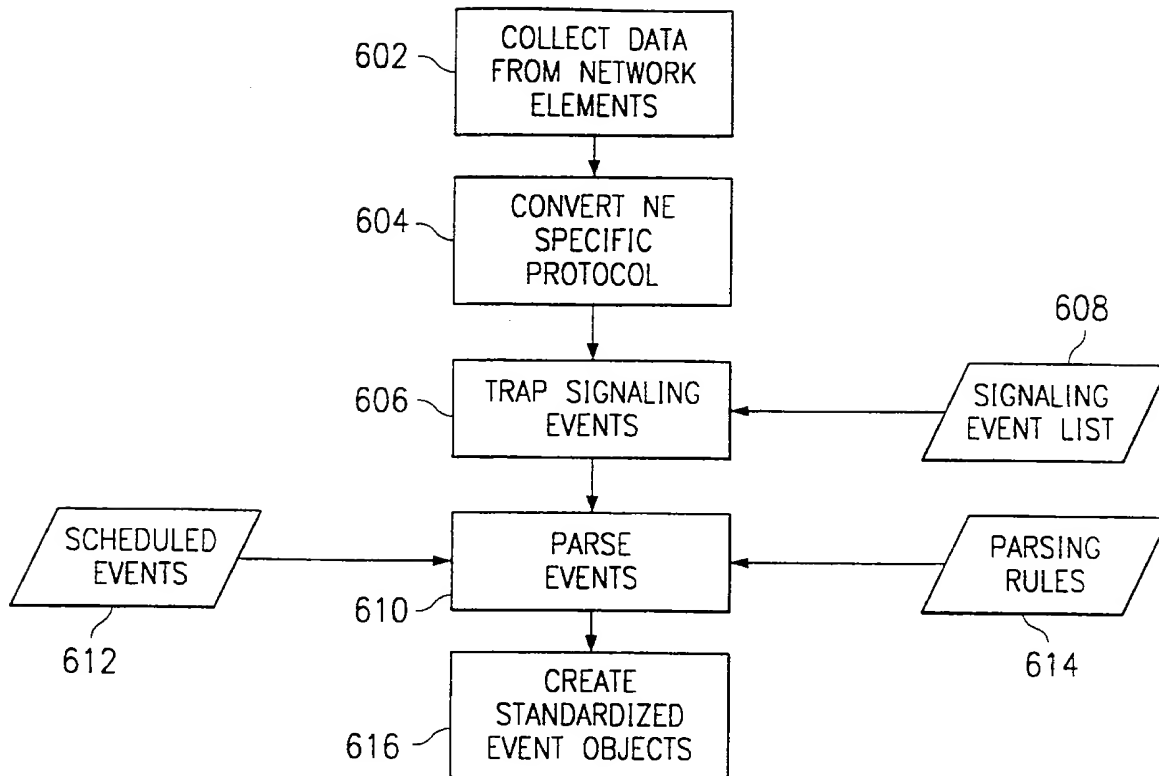 602
COLLECT DATA
FROM NETWORK
ELEMENTS
604
CONVERT NE
SPECIFIC
PROTOCOL
606
TRAP SIGNALING
EVENTS
608
SIGNALING
EVENT LIST
SCHEDULED
EVENTS
612
PARSE
EVENTS
610
PARSING
RULES
614
CREATE
STANDARDIZED
EVENT OBJECTS
616